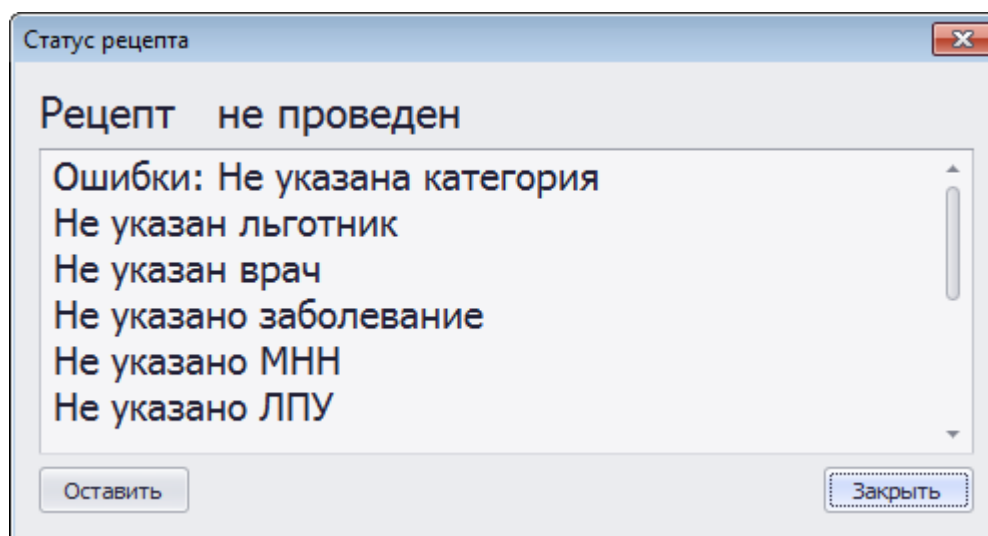 Статус рецепта
Рецепт не проведен
Ошибки: Не указана категория
Не указан льготник
Не указан врач
Не указано заболевание
Не указано МНН
Не указано ЛПУ
Оставить
Закрыть